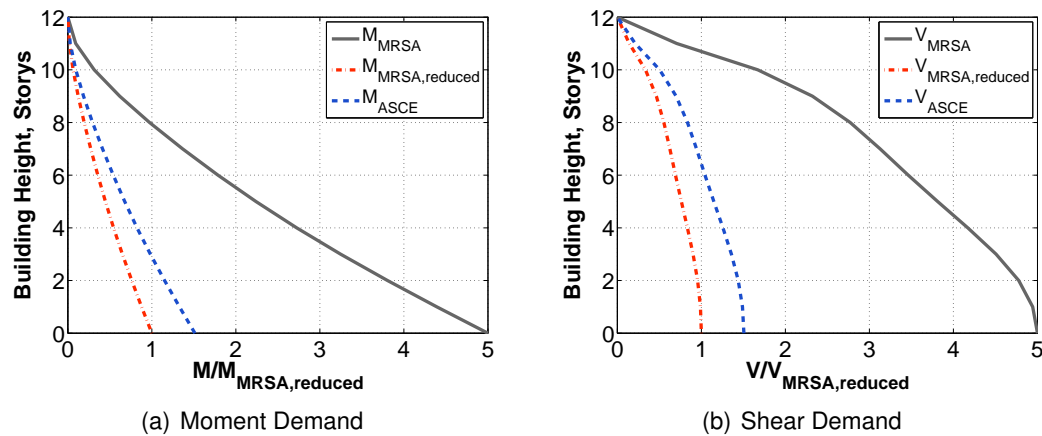 12
10
8
6
4
2
0
Building Height, Storys
0 1 2 3 4 5
M/M_MRSA,reduced
M_MRSA
M_MRSA,reduced
M_ASCE
(a) Moment Demand
12
10
8
6
4
2
0
Building Height, Storys
0 1 2 3 4 5
V/V_MRSA,reduced
V_MRSA
V_MRSA,reduced
V_ASCE
(b) Shear Demand